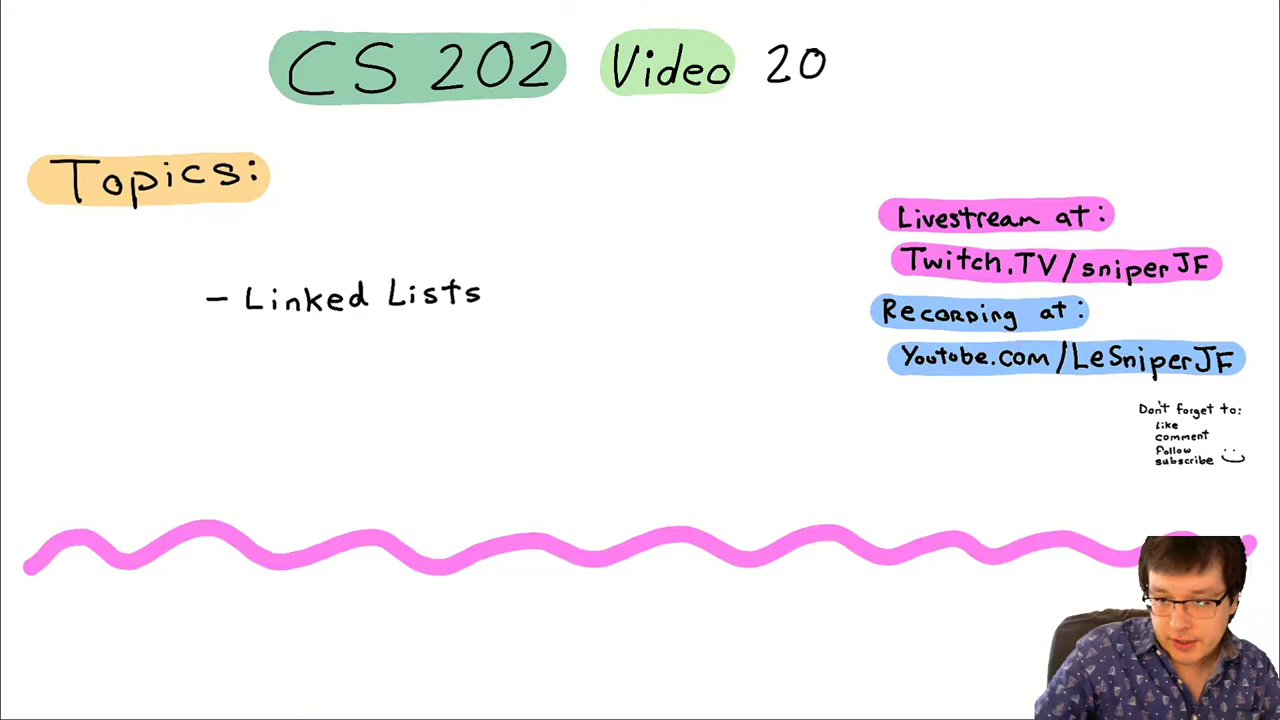 CS 202 Video 20
Topics:
- Linked Lists
Livestream at:
Twitch.TV/sniperJF
Recording at:
Youtube.com/LeSniperJF
Don't forget to:
like
comment
follow
subscribe